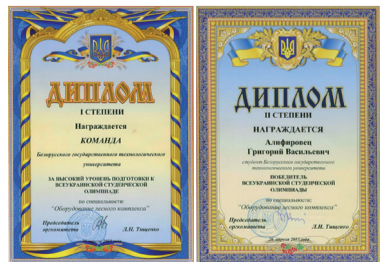 ДИПЛОМ
I СТЕПЕНИ
Награждается
КОМАНДА
Белорусского государственного технологического
университета
ЗА ВЫСОКИЙ УРОВЕНЬ ПОДГОТОВКИ К
ВСЕУКРАИНСКОЙ СТУДЕНЧЕСКОЙ
ОЛИМПИАДЕ
по специальности:
"Оборудование лесного комплекса"
Председатель
оргкомитета
Л.Н. Тищенко
ДИПЛОМ
II СТЕПЕНИ
НАГРАЖДАЕТСЯ
Алифировец
Григорий Васильевич
студент Белорусского государственного
технологического университета
ПОБЕДИТЕЛЬ
ВСЕУКРАИНСКОЙ СТУДЕНЧЕСКОЙ
ОЛИМПИАДЫ
по специальности:
"Оборудование лесного комплекса"
Председатель
оргкомитета
Л.Н. Тищенко